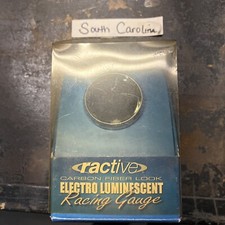 South Carolina
ractive
CARBON FIBER LOOK
ELECTRO LUMINESCENT
Racing Gauge